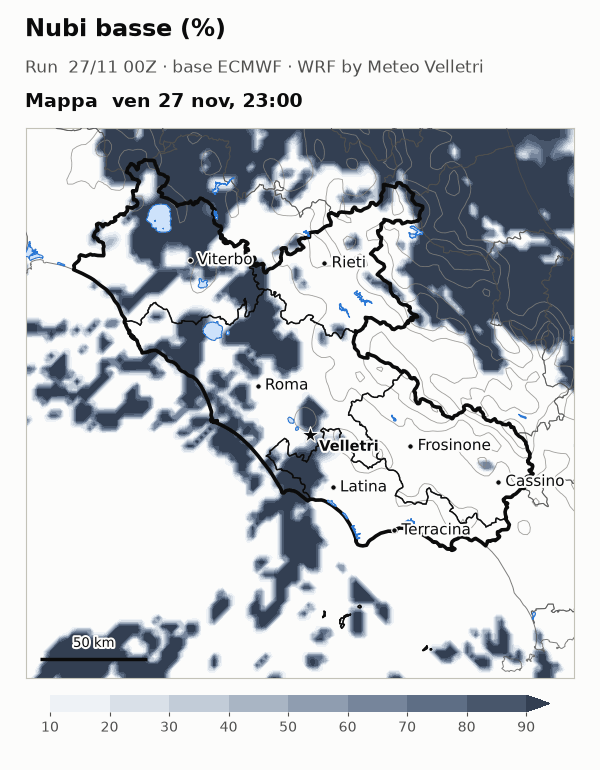 Nubi basse (%)
Run 27/11 00Z · base ECMWF · WRF by Meteo Velletri
Mappa ven 27 nov, 23:00
Viterbo
Rieti
Roma
Velletri
Frosinone
Cassino
Latina
Terracina
50 km
10 20 30 40 50 60 70 80 90